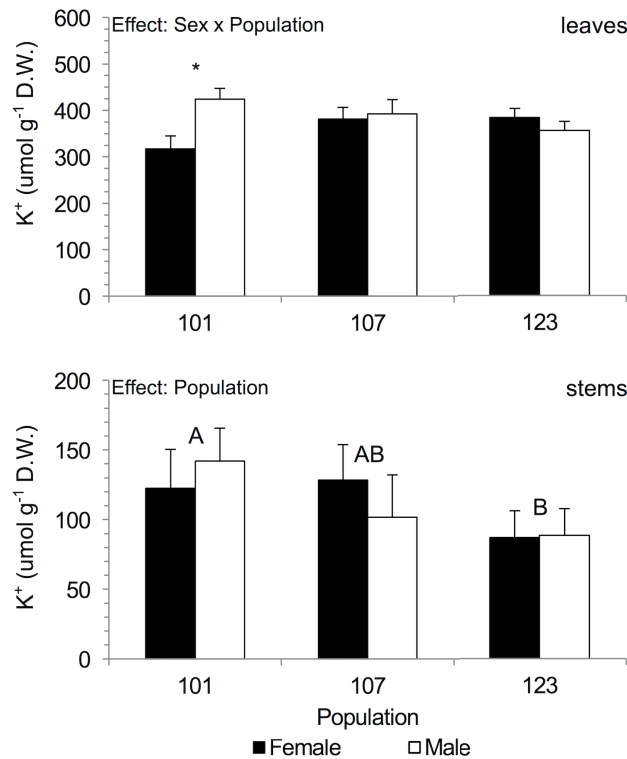 Effect: Sex x Population
leaves
*
K⁺ (umol g⁻¹ D.W.)
600
500
400
300
200
100
0
101 107 123
Effect: Population
stems
A
AB
B
K⁺ (umol g⁻¹ D.W.)
200
150
100
50
0
101 107 123
Population
Female Male